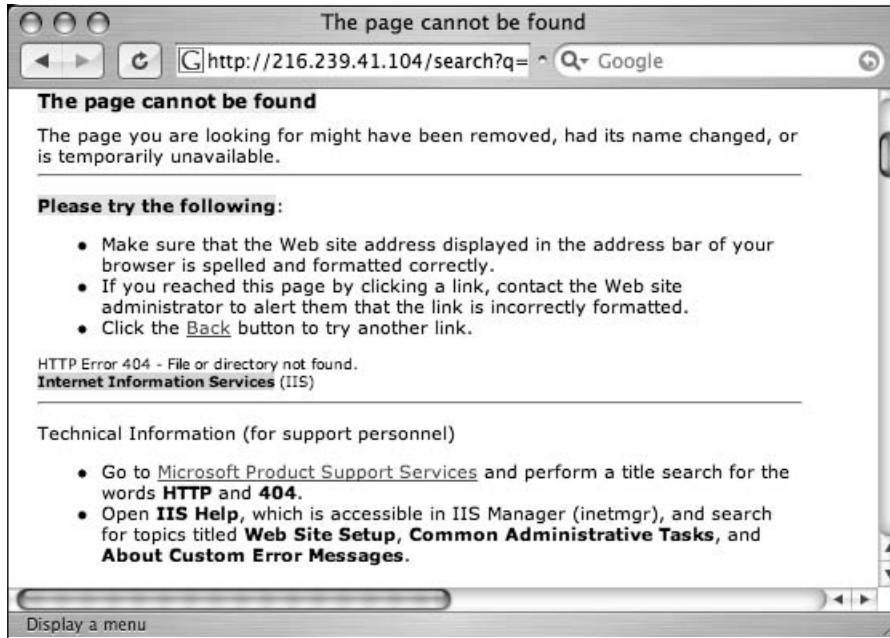 The page cannot be found
http://216.239.41.104/search?q=
Google
The page cannot be found
The page you are looking for might have been removed, had its name changed, or
is temporarily unavailable.
Please try the following:
• Make sure that the Web site address displayed in the address bar of your
browser is spelled and formatted correctly.
• If you reached this page by clicking a link, contact the Web site
administrator to alert them that the link is incorrectly formatted.
• Click the Back button to try another link.
HTTP Error 404 - File or directory not found.
Internet Information Services (IIS)
Technical Information (for support personnel)
• Go to Microsoft Product Support Services and perform a title search for the
words HTTP and 404.
• Open IIS Help, which is accessible in IIS Manager (inetmgr), and search
for topics titled Web Site Setup, Common Administrative Tasks, and
About Custom Error Messages.
Display a menu